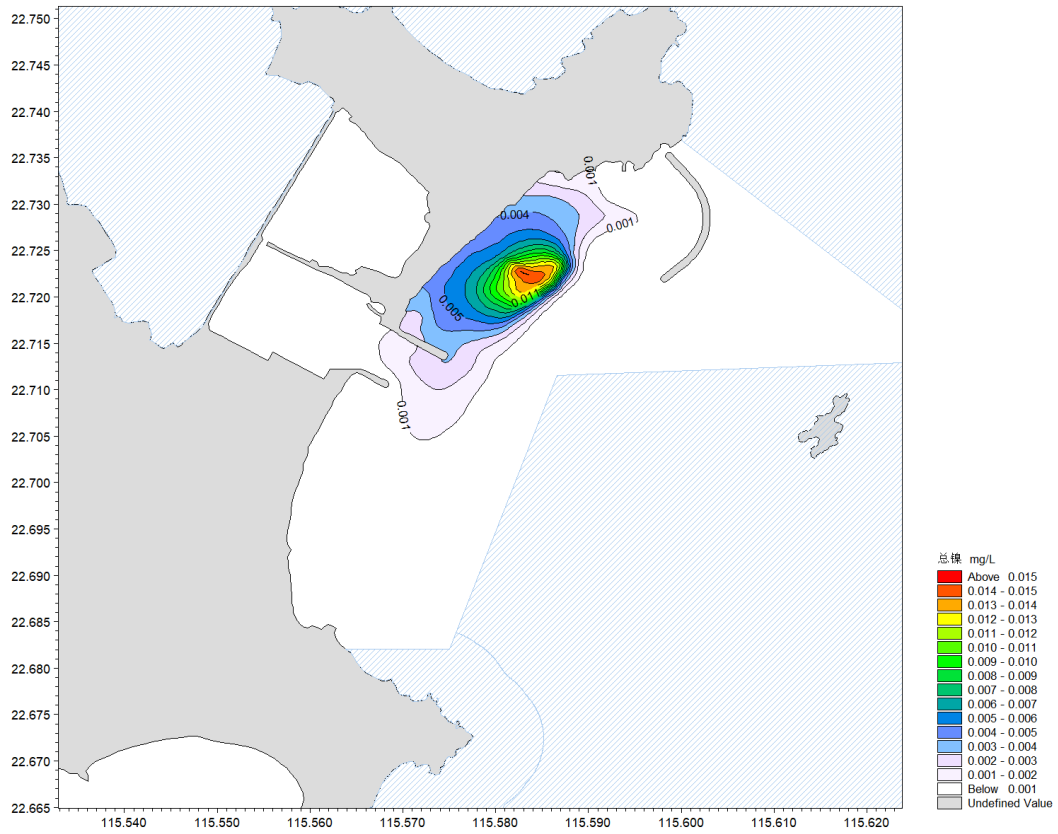 22.750
22.745
22.740
22.735
22.730
22.725
22.720
22.715
22.710
22.705
22.700
22.695
22.690
22.685
22.680
22.675
22.670
22.665
0.001
0.004
0.001
0.011
0.005
0.001
115.540
115.550
115.560
115.570
115.580
115.590
115.600
115.610
115.620
总镍 mg/L
Above 0.015
0.014 - 0.015
0.013 - 0.014
0.012 - 0.013
0.011 - 0.012
0.010 - 0.011
0.009 - 0.010
0.008 - 0.009
0.007 - 0.008
0.006 - 0.007
0.005 - 0.006
0.004 - 0.005
0.003 - 0.004
0.002 - 0.003
0.001 - 0.002
Below 0.001
Undefined Value